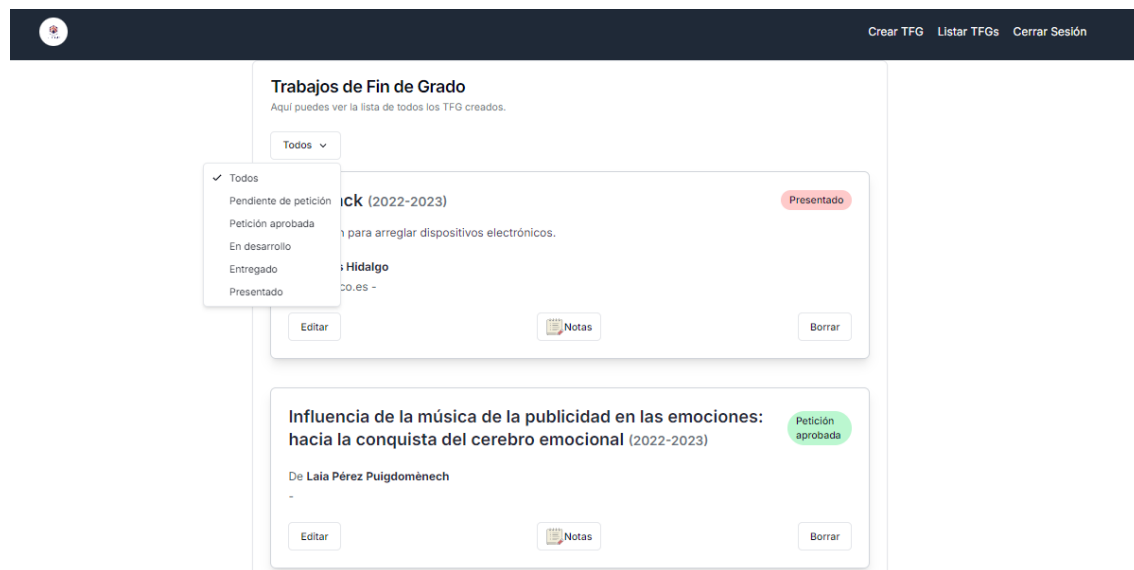 Crear TFG Listar TFGs Cerrar Sesión
Trabajos de Fin de Grado
Aquí puedes ver la lista de todos los TFG creados.
Todos
Todos
Pendiente de petición
Petición aprobada
En desarrollo
Entregado
Presentado
ck (2022-2023)
Presentado
n para arreglar dispositivos electrónicos.
s Hidalgo
co.es -
Editar
Notas
Borrar
Influencia de la música de la publicidad en las emociones:
hacia la conquista del cerebro emocional (2022-2023)
Petición
aprobada
De Laia Pérez Puigdomènech
-
Editar
Notas
Borrar